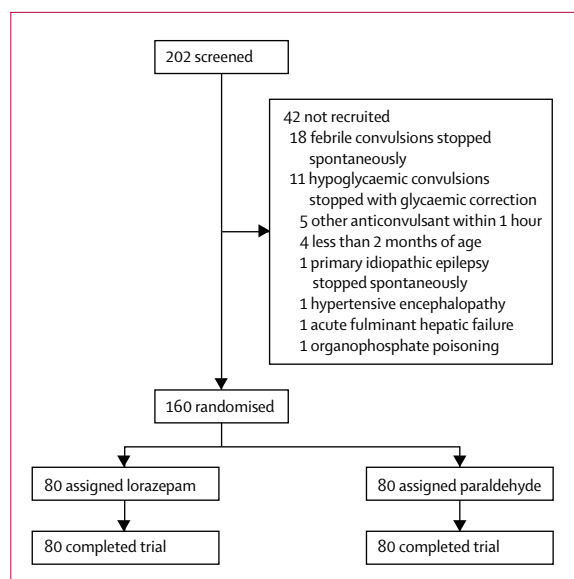 202 screened
42 not recruited
18 febrile convulsions stopped
spontaneously
11 hypoglycaemic convulsions
stopped with glycaemic correction
5 other anticonvulsant within 1 hour
4 less than 2 months of age
1 primary idiopathic epilepsy
stopped spontaneously
1 hypertensive encephalopathy
1 acute fulminant hepatic failure
1 organophosphate poisoning
160 randomised
80 assigned lorazepam
80 assigned paraldehyde
80 completed trial
80 completed trial